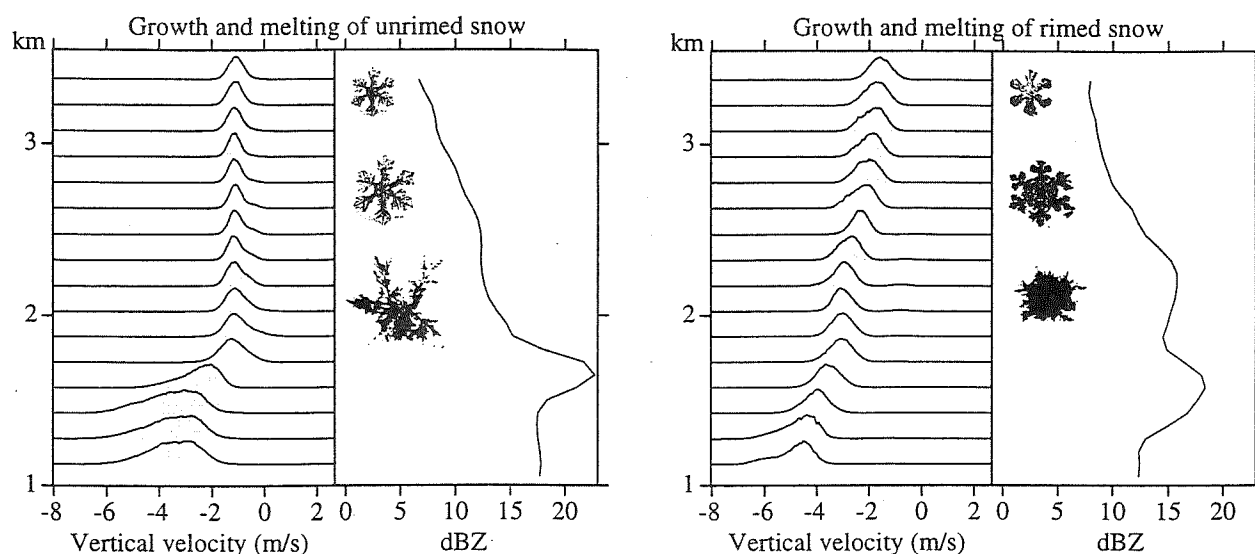 Growth and melting of unrimed snow
km
3
2
1
-8 -6 -4 -2 0 2 0 5 10 15 20
Vertical velocity (m/s) dBZ
Growth and melting of rimed snow
km
3
2
1
-8 -6 -4 -2 0 2 0 5 10 15 20
Vertical velocity (m/s) dBZ